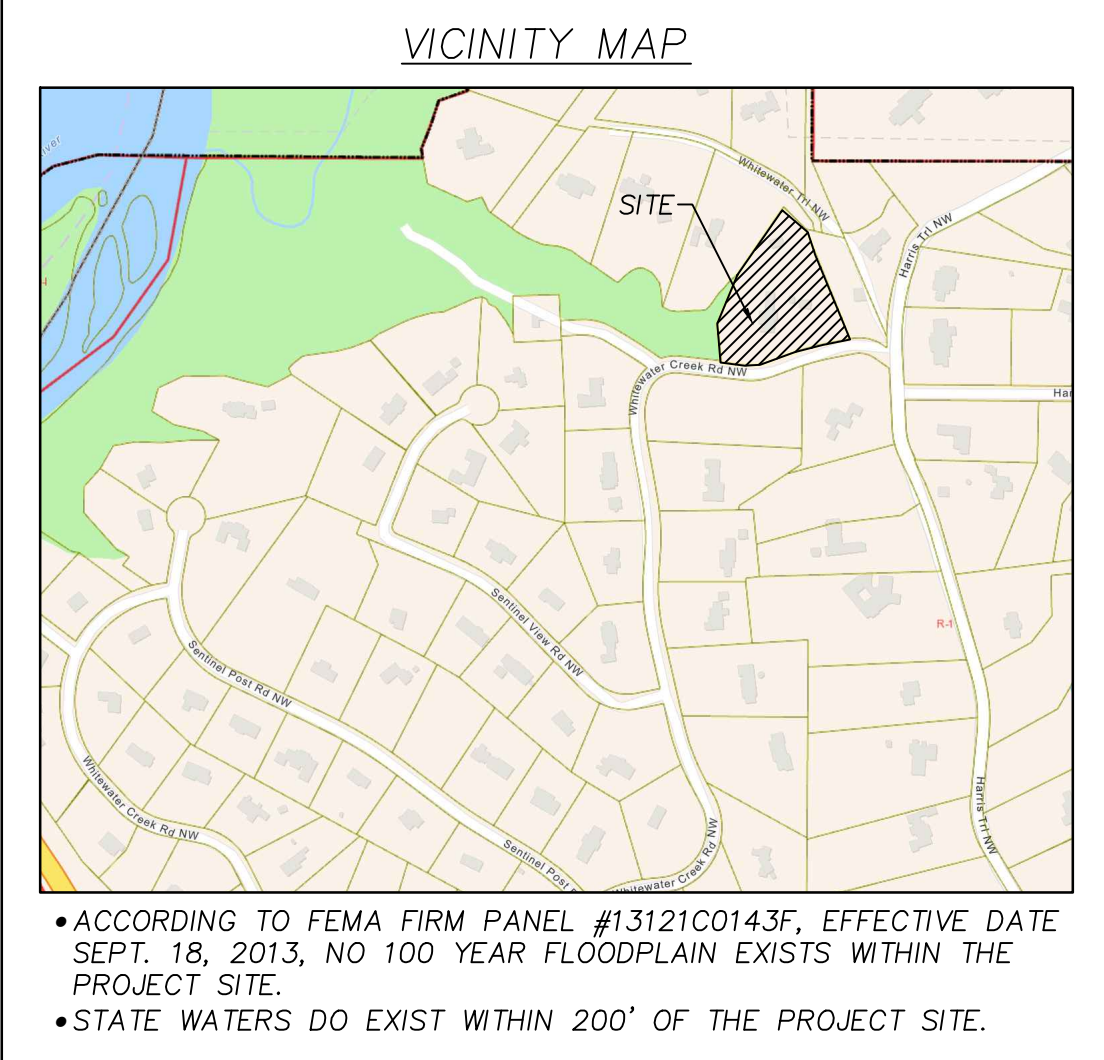 VICINITY MAP
Whitewater Trl NW
SITE
Harris Trl NW
Whitewater Creek Rd NW
Whitewater Creek Rd NW
Sentinel View Rd NW
R-1
Sentinel Post Rd NW
Whitewater Creek Rd NW
Harris Trl NW
Sentinel Post R
Whitewater Creek Rd NW
• ACCORDING TO FEMA FIRM PANEL #13121C0143F, EFFECTIVE DATE
SEPT. 18, 2013, NO 100 YEAR FLOODPLAIN EXISTS WITHIN THE
PROJECT SITE.
• STATE WATERS DO EXIST WITHIN 200' OF THE PROJECT SITE.